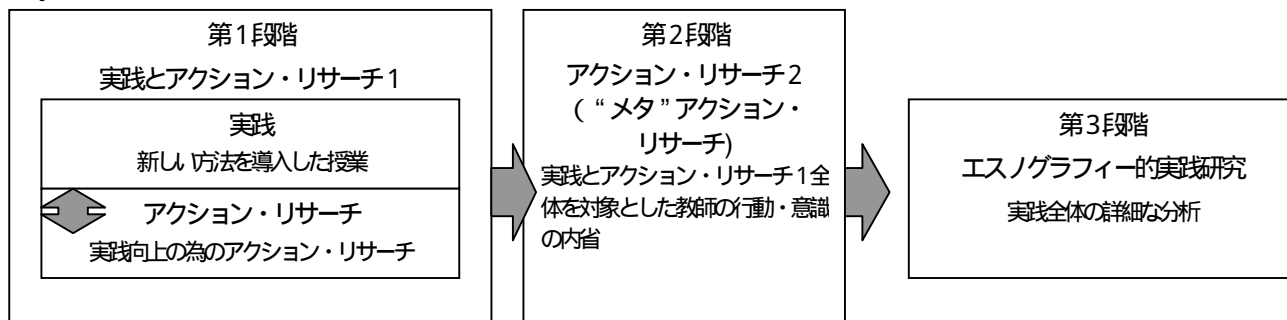 第1段階
実践とアクション・リサーチ1
実践
新しい方法を導入した授業
アクション・リサーチ
実践向上の為のアクション・リサーチ
第2段階
アクション・リサーチ2
(“メタ”アクション・
リサーチ)
実践とアクション・リサーチ1全
体を対象とした教師の行動・意識
の内省
第3段階
エスノグラフィー的実践研究
実践全体の詳細な分析